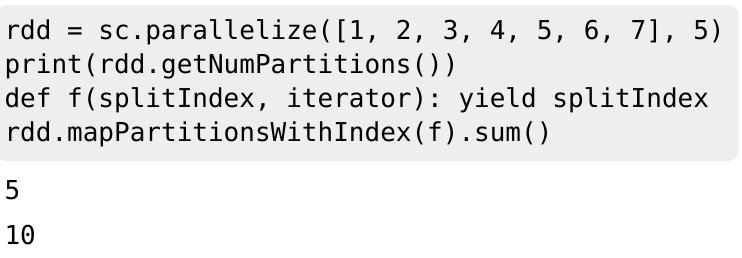 rdd = sc.parallelize([1, 2, 3, 4, 5, 6, 7], 5)
print(rdd.getNumPartitions())
def f(splitIndex, iterator): yield splitIndex
rdd.mapPartitionsWithIndex(f).sum()
5
10